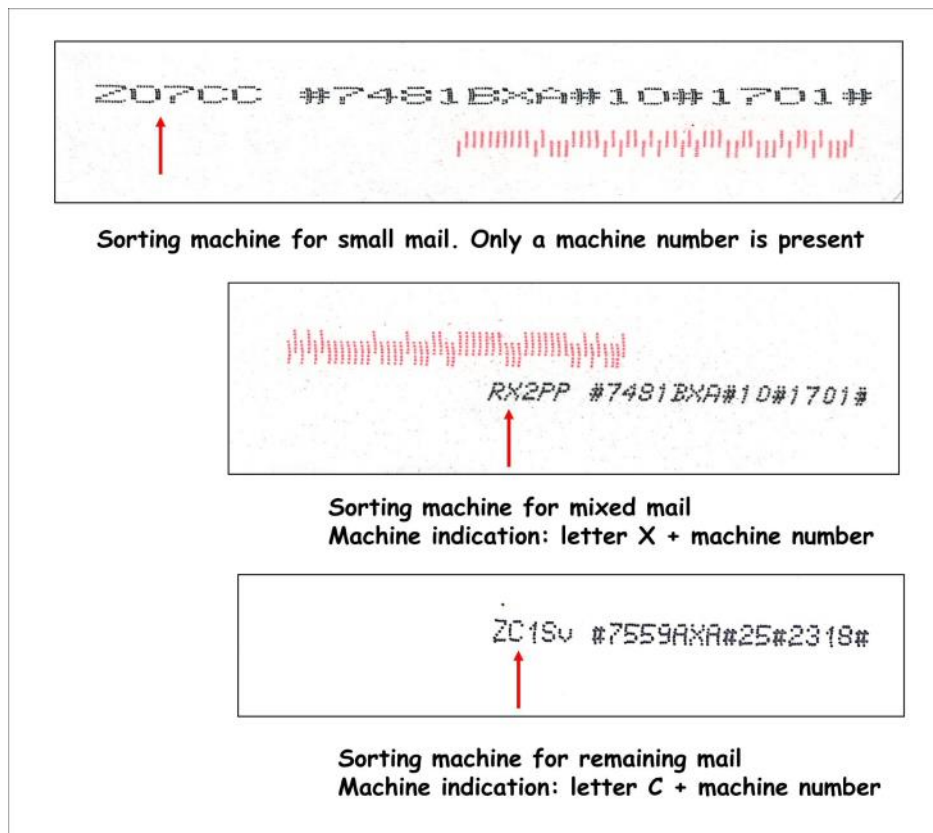 Z07CC #7481BXA#10#1701#
Sorting machine for small mail. Only a machine number is present
RX2PP #7481BXA#10#1701#
Sorting machine for mixed mail
Machine indication: letter X + machine number
ZC1Sv #7559AXA#25#2318#
Sorting machine for remaining mail
Machine indication: letter C + machine number